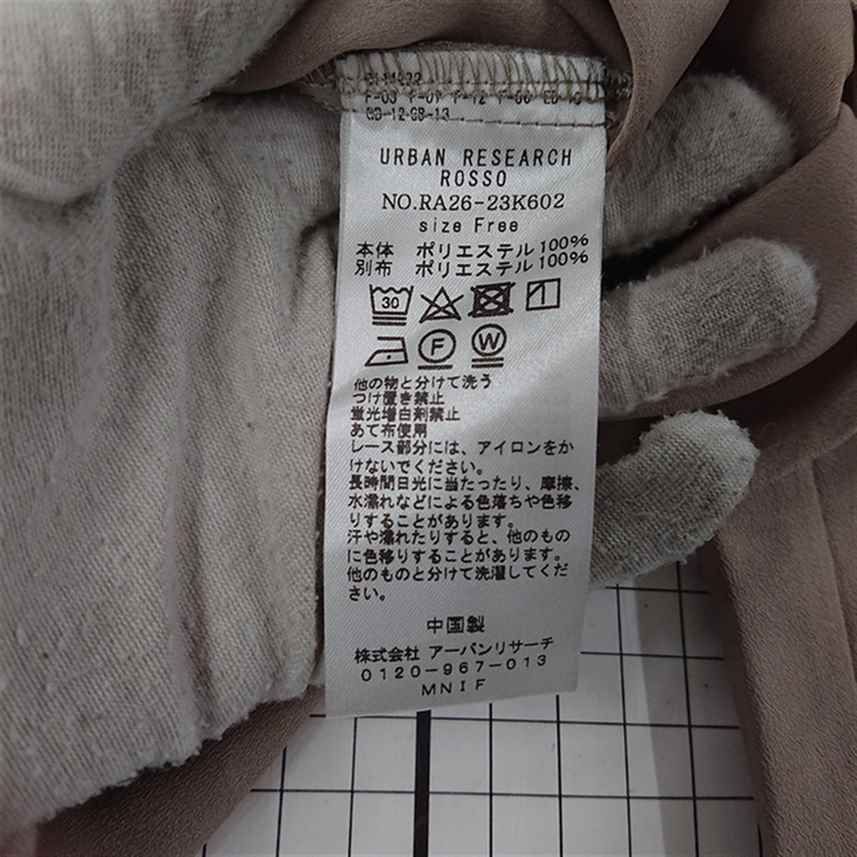 URBAN RESEARCH
ROSSO
NO.RA26-23K602
size Free
本体 ポリエステル100%
別布 ポリエステル100%
30
F W
他の物と分けて洗う
つけ置き禁止
蛍光増白剤禁止
あて布使用
レース部分には、アイロンをか
けないでください。
長時間日光に当たったり、摩擦、
水濡れなどによる色落ちや色移
りすることがあります。
汗や濡れたりすると、他のもの
に色移りすることがあります。
他のものと分けて洗濯してくだ
さい。
中国製
株式会社 アーバンリサーチ
0120-967-013
MNIF